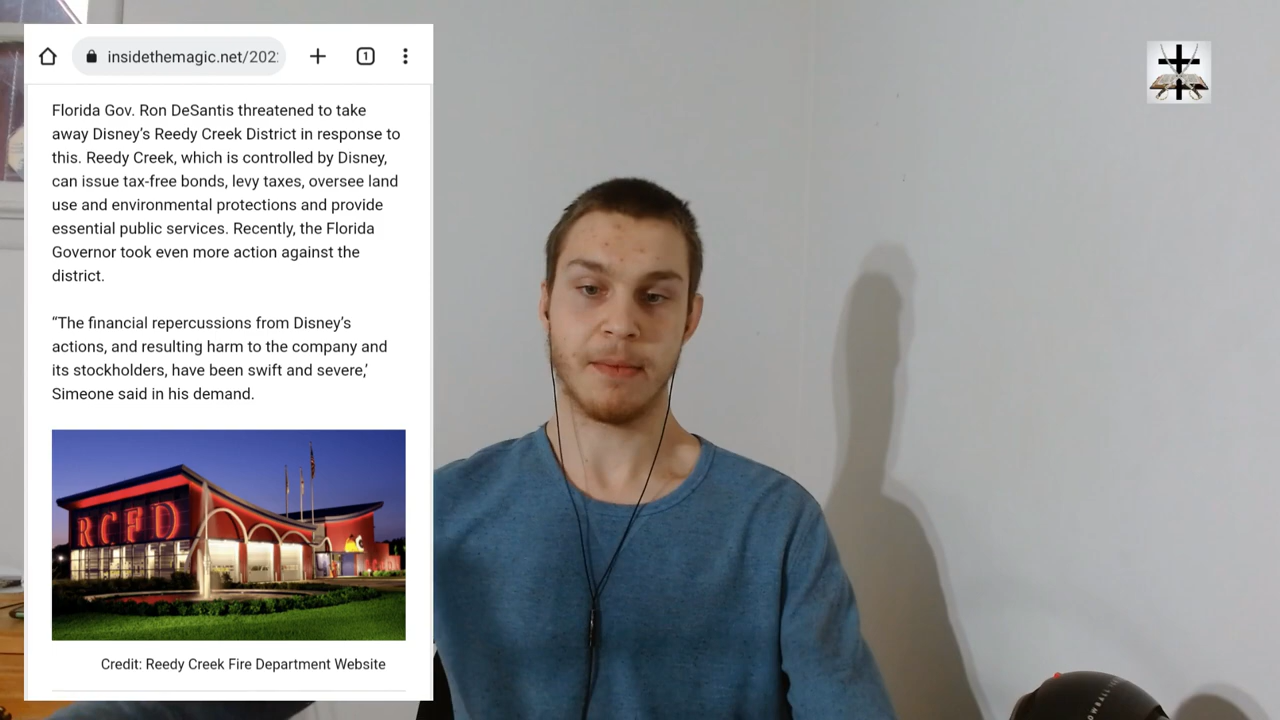 insidethemagic.net/202
1
Florida Gov. Ron DeSantis threatened to take
away Disney's Reedy Creek District in response to
this. Reedy Creek, which is controlled by Disney,
can issue tax-free bonds, levy taxes, oversee land
use and environmental protections and provide
essential public services. Recently, the Florida
Governor took even more action against the
district.
“The financial repercussions from Disney's
actions, and resulting harm to the company and
its stockholders, have been swift and severe,’
Simeone said in his demand.
RCFD
Credit: Reedy Creek Fire Department Website